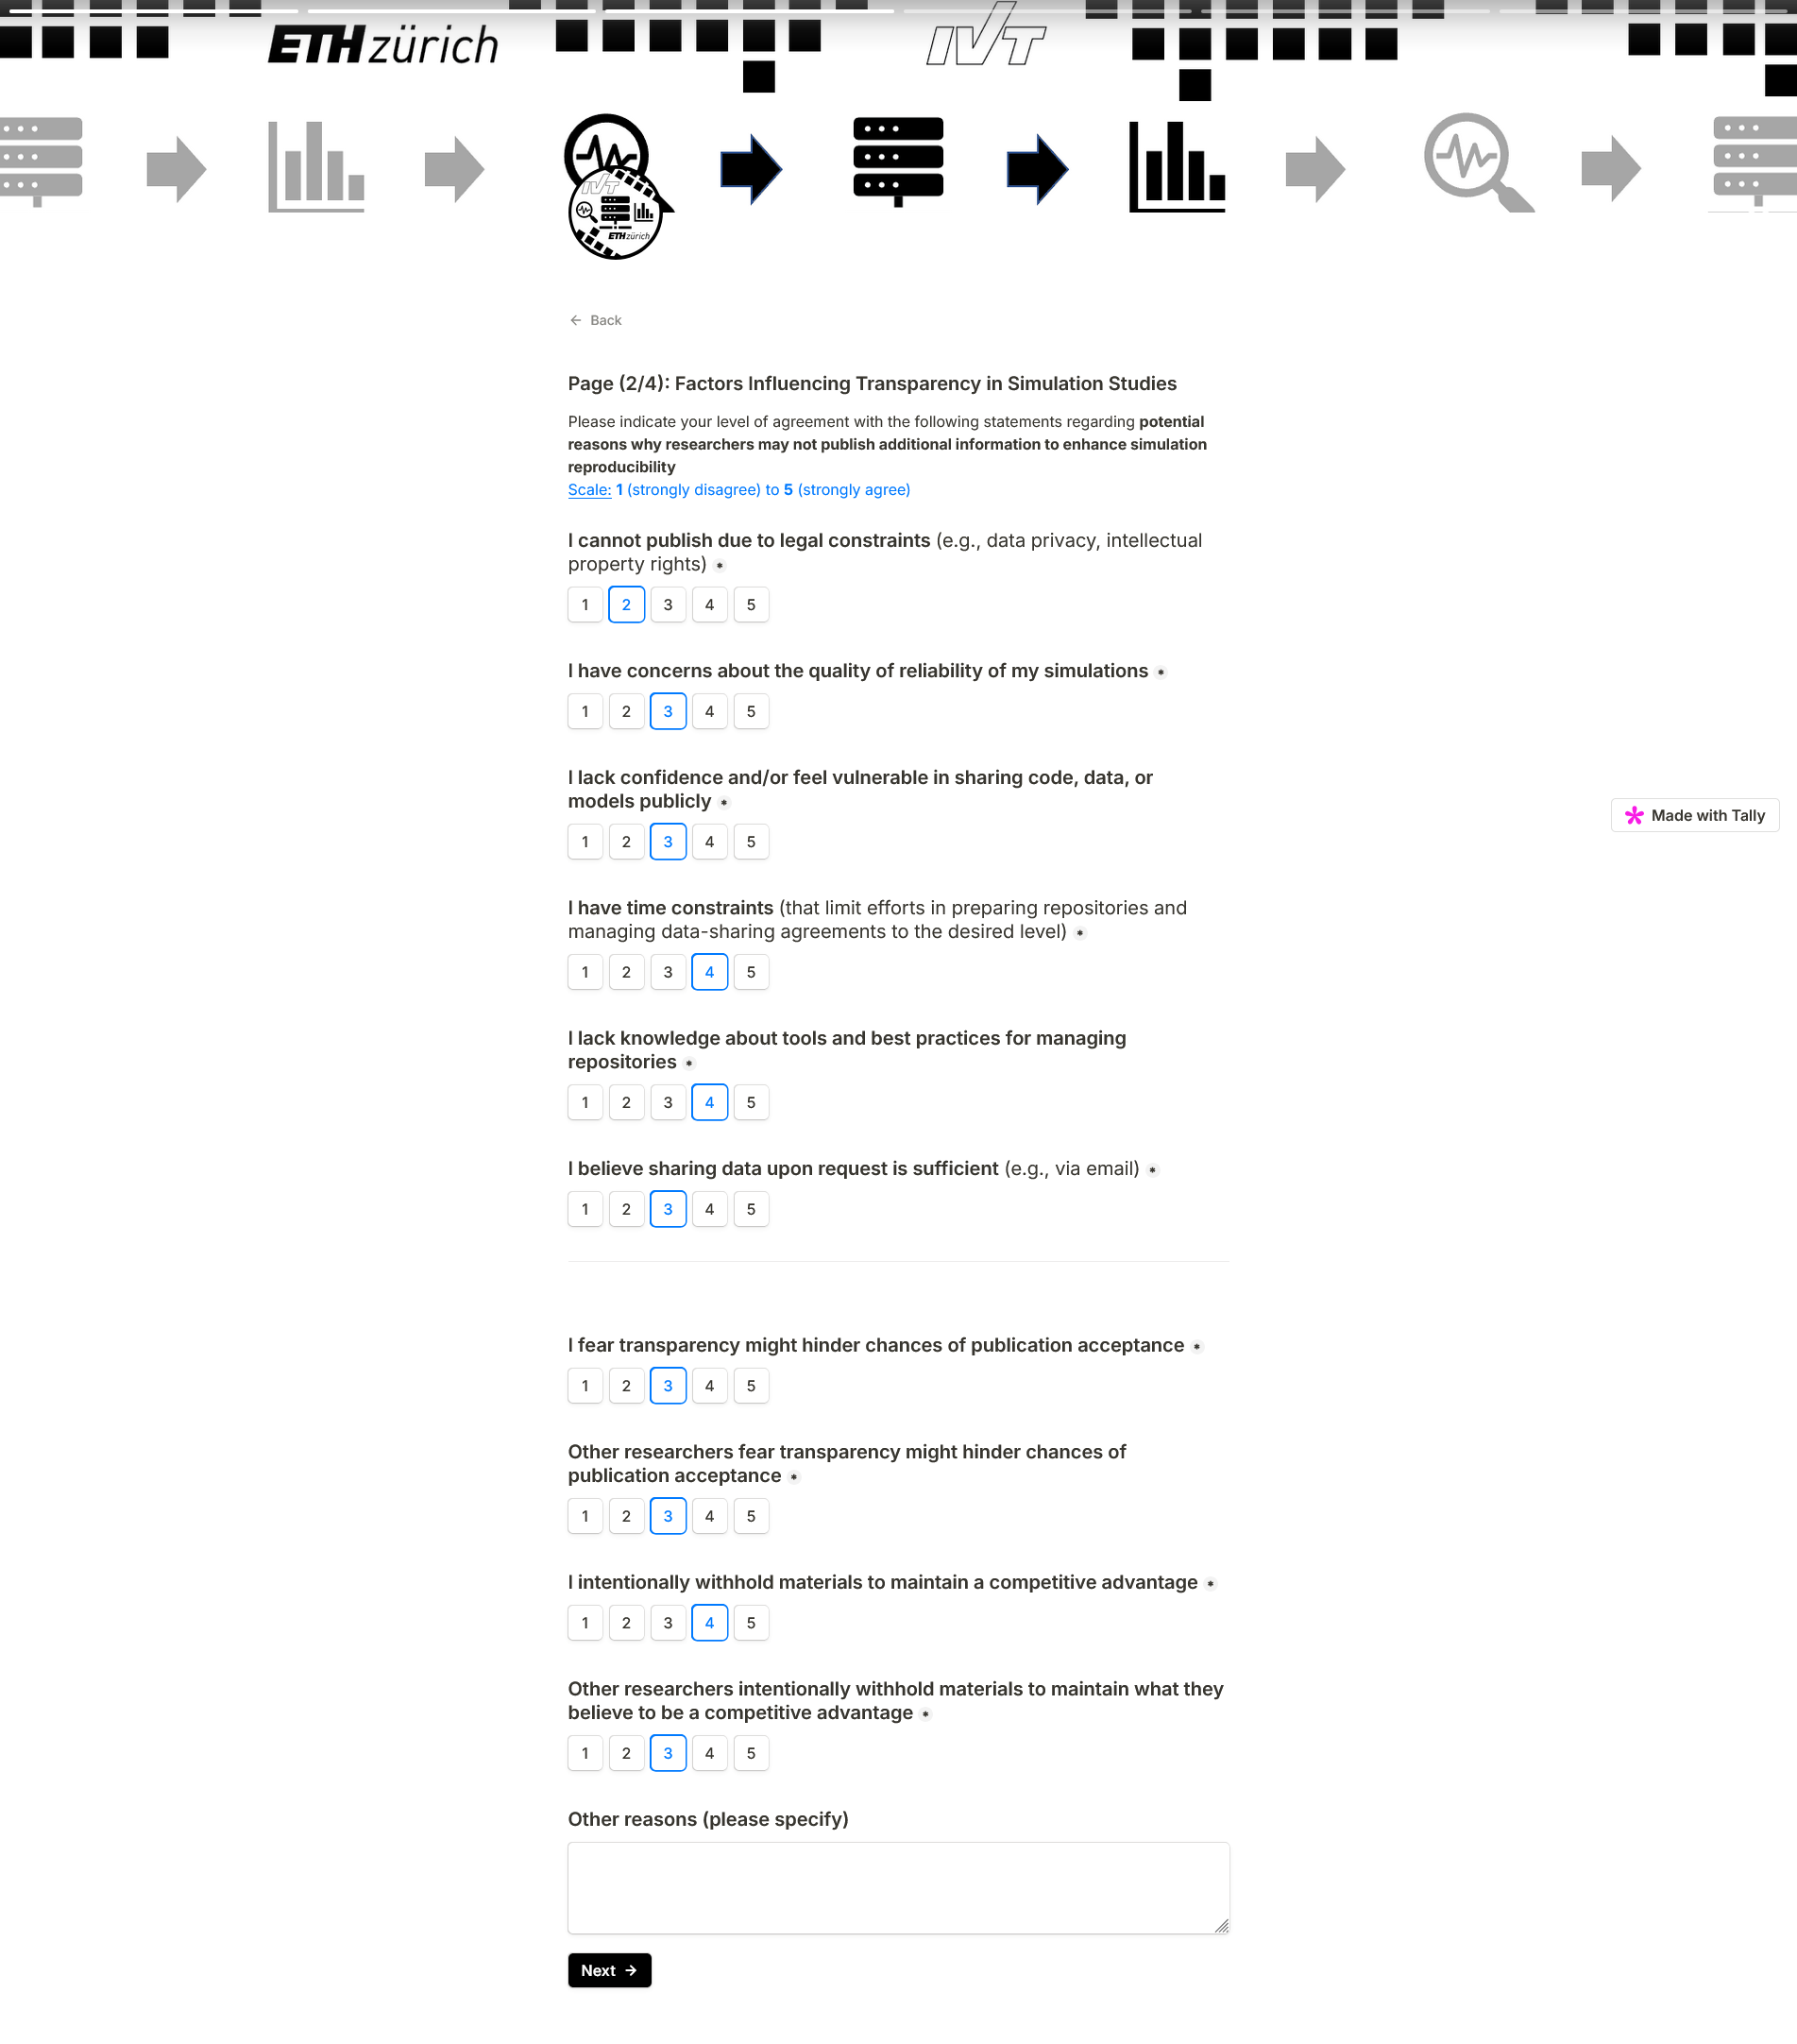 ETH zürich
IVT
IVT
ETH zürich
Back
Page (2/4): Factors Influencing Transparency in Simulation Studies
Please indicate your level of agreement with the following statements regarding potential
reasons why researchers may not publish additional information to enhance simulation
reproducibility
Scale: 1 (strongly disagree) to 5 (strongly agree)
I cannot publish due to legal constraints (e.g., data privacy, intellectual
property rights) *
1 2 3 4 5
I have concerns about the quality of reliability of my simulations *
1 2 3 4 5
I lack confidence and/or feel vulnerable in sharing code, data, or
models publicly *
Made with Tally
1 2 3 4 5
I have time constraints (that limit efforts in preparing repositories and
managing data-sharing agreements to the desired level) *
1 2 3 4 5
I lack knowledge about tools and best practices for managing
repositories *
1 2 3 4 5
I believe sharing data upon request is sufficient (e.g., via email) *
1 2 3 4 5
I fear transparency might hinder chances of publication acceptance *
1 2 3 4 5
Other researchers fear transparency might hinder chances of
publication acceptance *
1 2 3 4 5
I intentionally withhold materials to maintain a competitive advantage *
1 2 3 4 5
Other researchers intentionally withhold materials to maintain what they
believe to be a competitive advantage *
1 2 3 4 5
Other reasons (please specify)
Next →